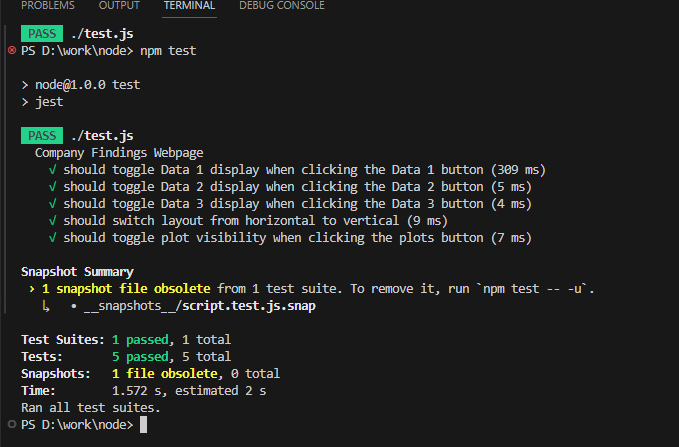 PROBLEMS OUTPUT TERMINAL DEBUG CONSOLE
PASS ./test.js
PS D:\work\node> npm test
> node@1.0.0 test
> jest
PASS ./test.js
Company Findings Webpage
√ should toggle Data 1 display when clicking the Data 1 button (309 ms)
√ should toggle Data 2 display when clicking the Data 2 button (5 ms)
√ should toggle Data 3 display when clicking the Data 3 button (4 ms)
√ should switch layout from horizontal to vertical (9 ms)
√ should toggle plot visibility when clicking the plots button (7 ms)
Snapshot Summary
› 1 snapshot file obsolete from 1 test suite. To remove it, run `npm test -- -u`.
↳ • __snapshots__/script.test.js.snap
Test Suites: 1 passed, 1 total
Tests: 5 passed, 5 total
Snapshots: 1 file obsolete, 0 total
Time: 1.572 s, estimated 2 s
Ran all test suites.
PS D:\work\node>